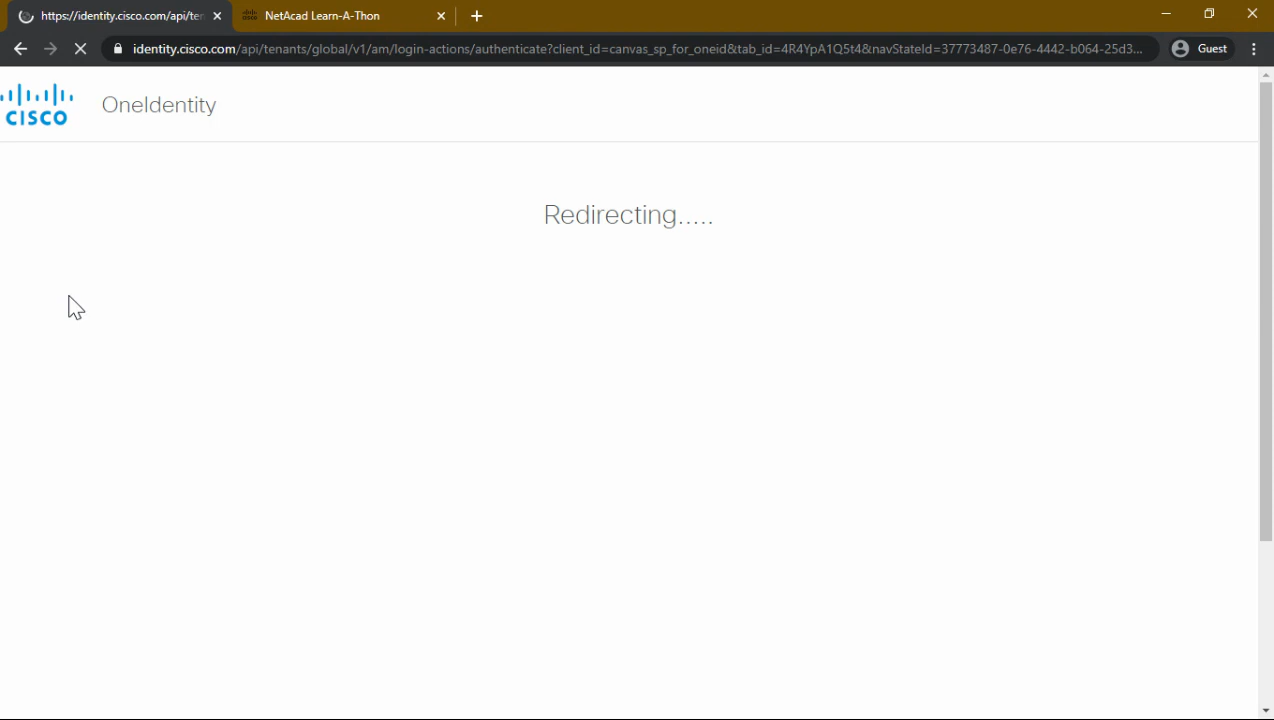 https://identity.cisco.com/api/ter
NetAcad Learn-A-Thon
identity.cisco.com/api/tenants/global/v1/am/login-actions/authenticate?client_id=canvas_sp_for_oneid&tab_id=4R4YpA1Q5t4&navStateId=37773487-0e76-4442-b064-25d3...
Guest
CISCO
OneIdentity
Redirecting.....